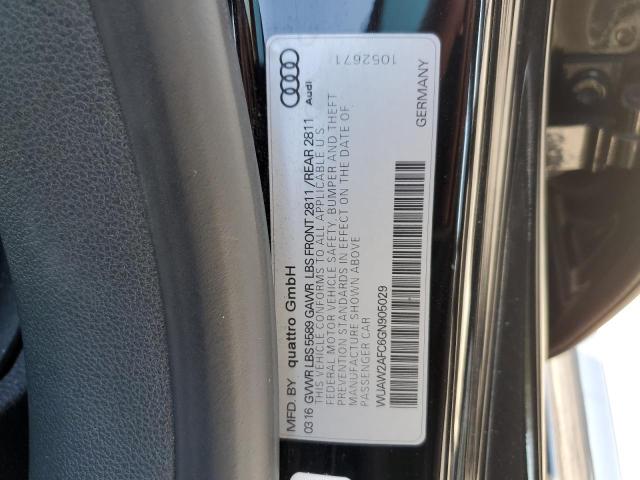 MFD. BY quattro GmbH
Audi
03 16 GVWR LBS 5589 GAWR LBS FRONT 2811 /REAR 2811
THIS VEHICLE CONFORMS TO ALL APPLICABLE U.S.
FEDERAL MOTOR VEHICLE SAFETY, BUMPER AND THEFT
PREVENTION STANDARDS IN EFFECT ON THE DATE OF
MANUFACTURE SHOWN ABOVE
PASSENGER CAR
1052671
WUAW2AFC6GN905029
GERMANY